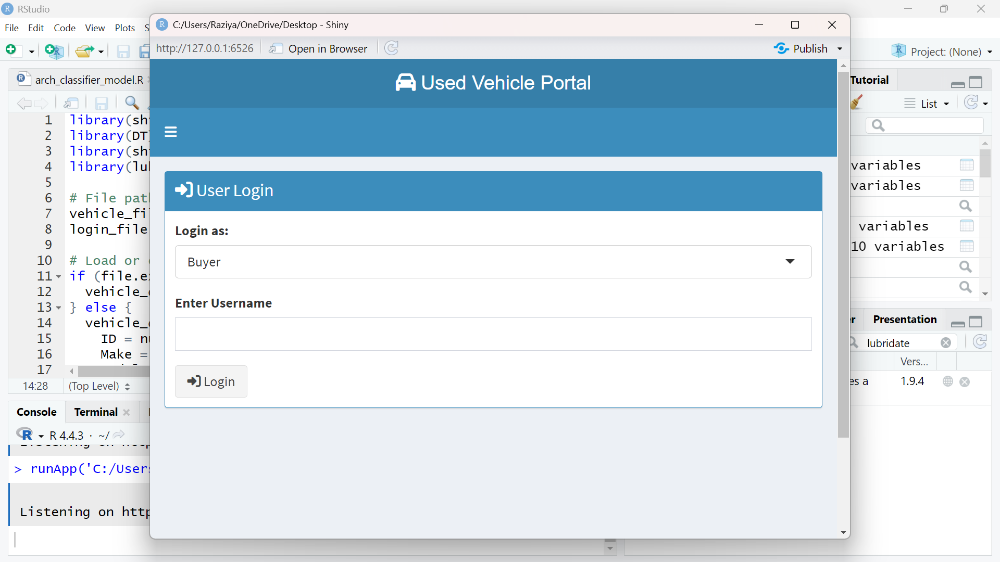 RStudio
File Edit Code View Plots
Project: (None)
arch_classifier_model.R
Tutorial
List
1 library(sh
2 library(DT
3 library(sh
4 library(lu
5
6 # File pat
7 vehicle_fi
8 login_file
9
10 # Load or
11 if (file.e
12 vehicle_
13 } else {
14 vehicle_
15 ID = n
16 Make =
17
14:28 (Top Level)
Console Terminal
R 4.4.3 · ~/
> runApp('C:/Users
Listening on http
C:/Users/Raziya/OneDrive/Desktop - Shiny
http://127.0.0.1:6526 Open in Browser Publish
Used Vehicle Portal
User Login
Login as:
Buyer
Enter Username
Login
variables
variables
variables
10 variables
er Presentation
lubridate
Vers...
es a 1.9.4